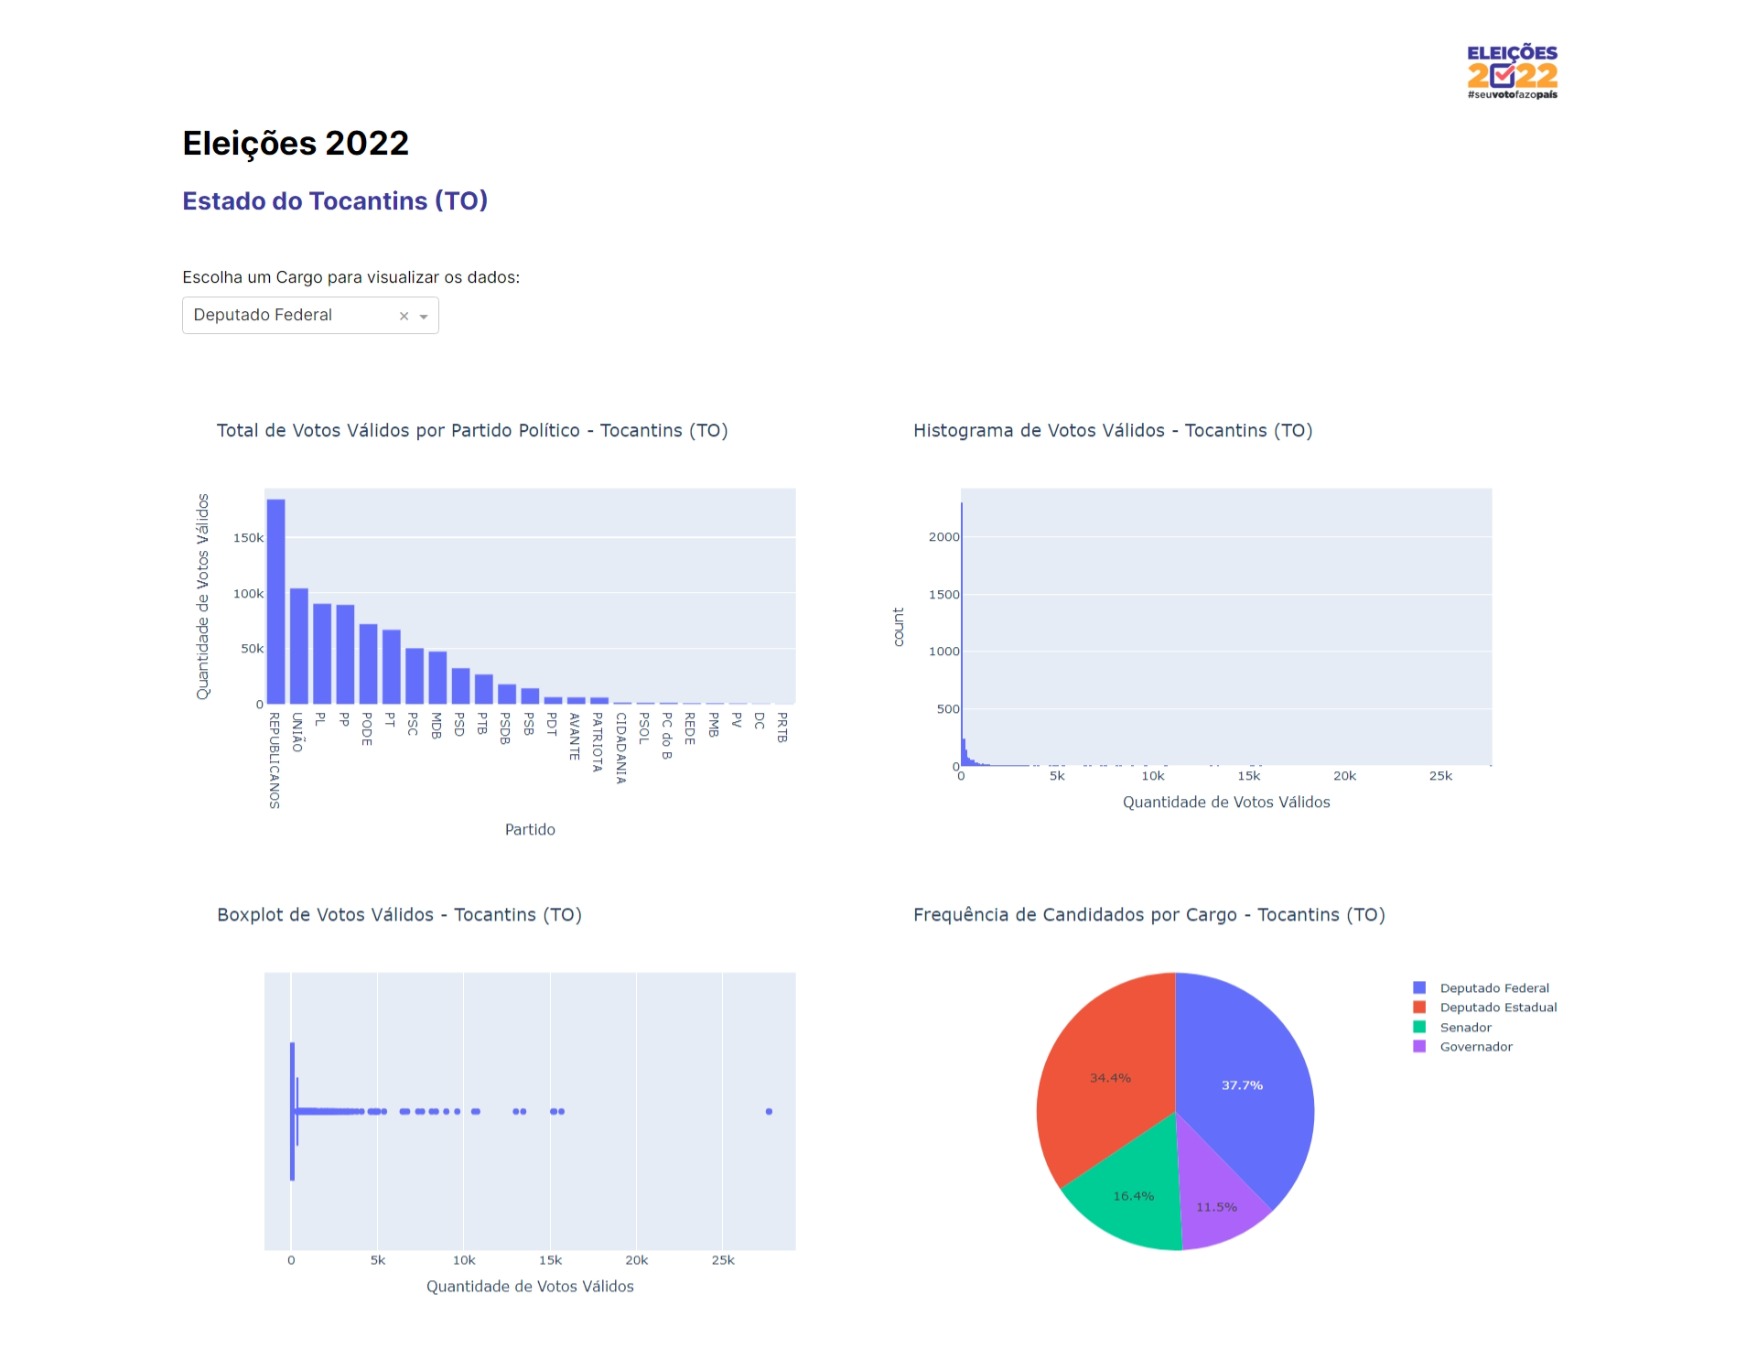 ELEIÇÕES
2022
#seuvotofazopaís
Eleições 2022
Estado do Tocantins (TO)
Escolha um Cargo para visualizar os dados:
Deputado Federal × 
Total de Votos Válidos por Partido Político - Tocantins (TO)
Quantidade de Votos Válidos
150k
100k
50k
0
REPUBLICANOS
UNIÃO
PL
PP
PODE
PT
PSC
MDB
PSD
PTB
PSDB
PSB
PDT
AVANTE
PATRIOTA
CIDADANIA
PSOL
PC do B
REDE
PMB
PV
DC
PRTB
Partido
Histograma de Votos Válidos - Tocantins (TO)
count
2000
1500
1000
500
0
0 5k 10k 15k 20k 25k
Quantidade de Votos Válidos
Boxplot de Votos Válidos - Tocantins (TO)
0 5k 10k 15k 20k 25k
Quantidade de Votos Válidos
Frequência de Candidados por Cargo - Tocantins (TO)
37.7%
34.4%
16.4%
11.5%
Deputado Federal
Deputado Estadual
Senador
Governador